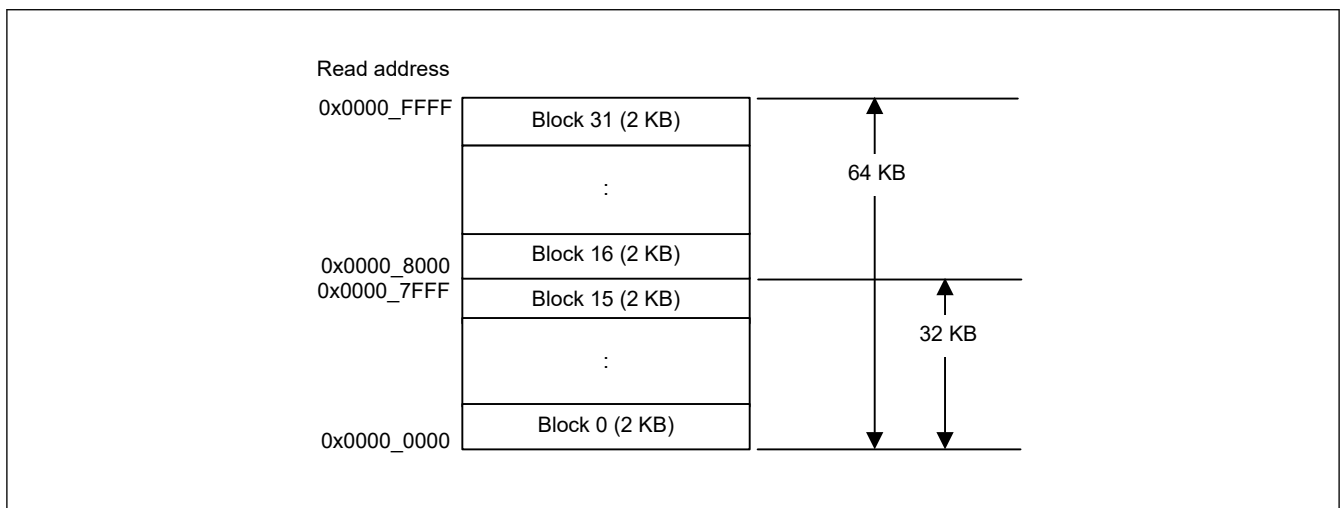 Read address
0x0000_FFFF
Block 31 (2 KB)
64 KB
:
Block 16 (2 KB)
0x0000_8000
0x0000_7FFF
Block 15 (2 KB)
32 KB
:
Block 0 (2 KB)
0x0000_0000